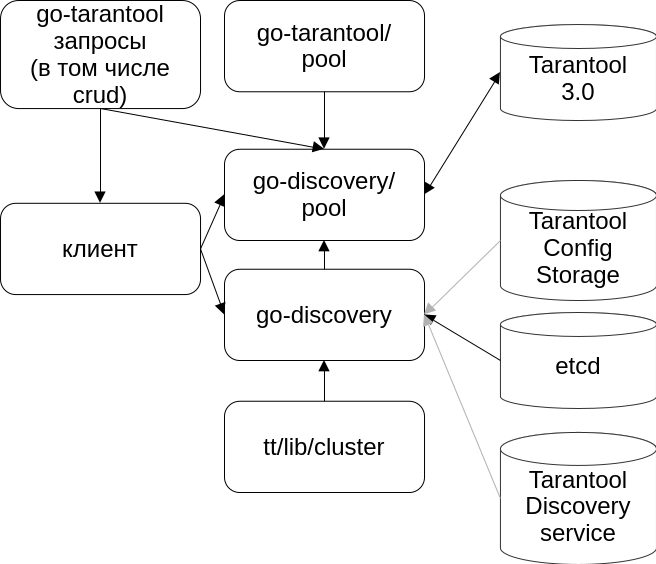 go-tarantool
запросы
(в том числе
crud)
go-tarantool/
pool
Tarantool
3.0
go-discovery/
pool
клиент
Tarantool
Config
Storage
go-discovery
etcd
tt/lib/cluster
Tarantool
Discovery
service